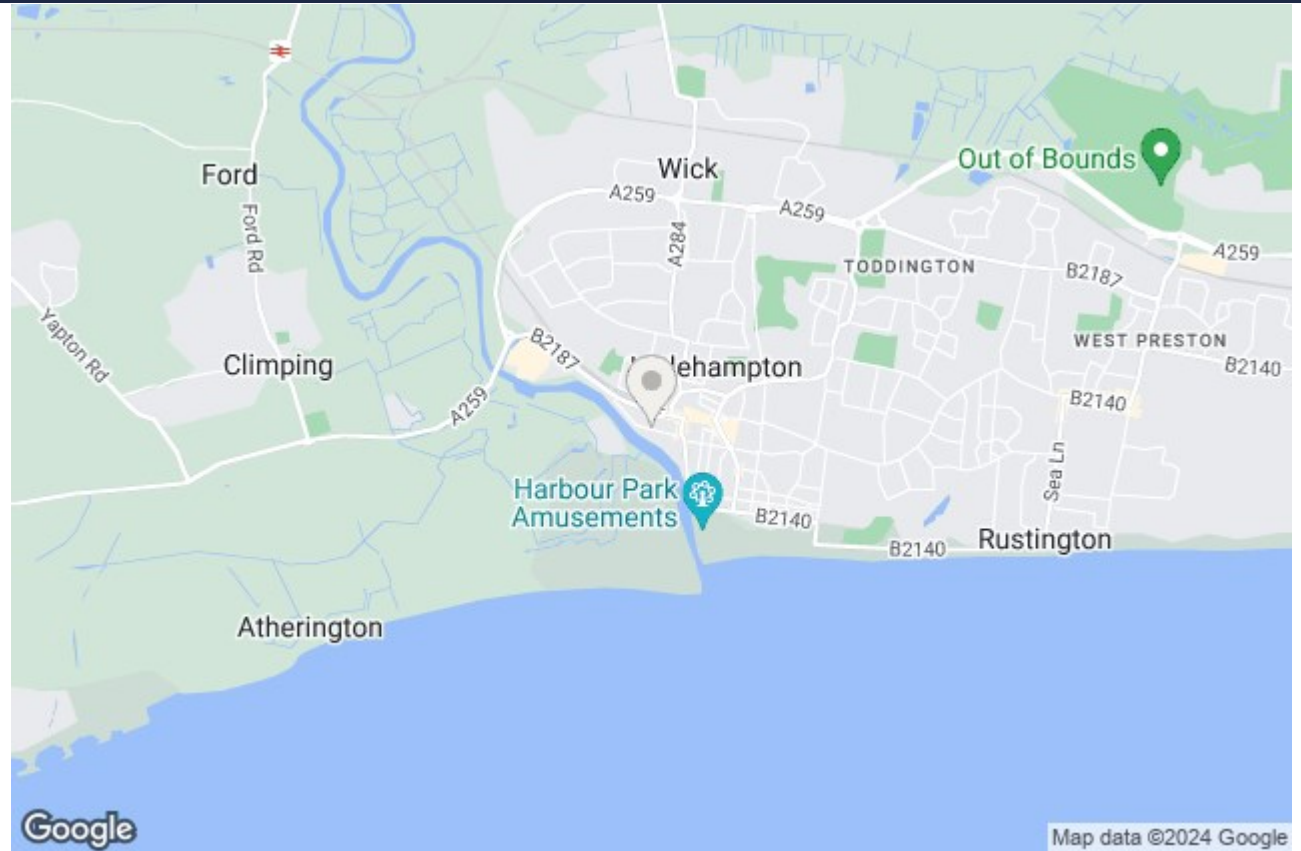 Wick
Out of Bounds
Ford
A259
A259
Ford Rd
A284
A259
TODDINGTON
B2187
Yapton Rd
WEST PRESTON
B2187
Climping
lehampton
B2140
A259
B2140
Sea Ln
Harbour Park
Amusements
B2140
B2140
Rustington
Atherington
Google
Map data ©2024 Google